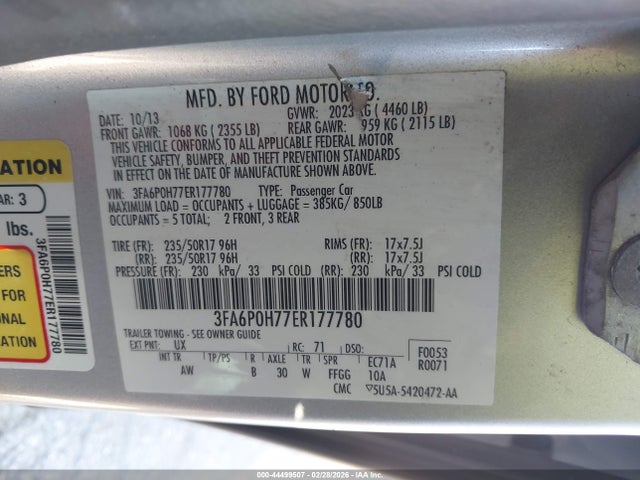 MFD. BY FORD MOTOR CO.
DATE: 10/13 GVWR: 2023 KG ( 4460 LB)
FRONT GAWR: 1068 KG ( 2355 LB) REAR GAWR: 959 KG ( 2115 LB)
THIS VEHICLE CONFORMS TO ALL APPLICABLE FEDERAL MOTOR
VEHICLE SAFETY, BUMPER, AND THEFT PREVENTION STANDARDS
IN EFFECT ON THE DATE OF MANUFACTURE SHOWN ABOVE.
VIN: 3FA6P0H77ER177780 TYPE: Passenger Car
MAXIMUM LOAD = OCCUPANTS + LUGGAGE = 385KG/ 850LB
OCCUPANTS = 5 TOTAL; 2 FRONT, 3 REAR
TIRE (FR): 235/50R17 96H RIMS (FR): 17x7.5J
(RR): 235/50R17 96H (RR): 17x7.5J
PRESSURE (FR): 230 kPa/ 33 PSI COLD (RR): 230 kPa/ 33 PSI COLD
3FA6P0H77ER177780
TRAILER TOWING - SEE OWNER GUIDE
EXT PNT: UX RC: 71 DSO: F0053
R0071
INT TR TP/PS R AXLE TR SPR EC71A
AW B 30 W FFGG 10A
CMC ▽5U5A-5420472-AA
ATION
AR: 3
lbs.
ERS
FOR
ONAL
ATION
3FA6P0H77ER177780
000-44499507 - 02/28/2026 - IAAI.com